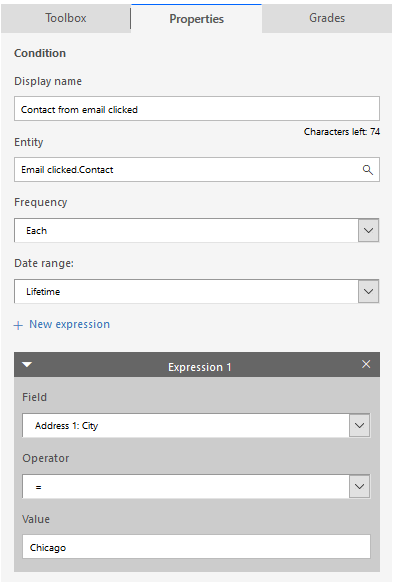 Toolbox Properties Grades
Condition
Display name
Contact from email clicked
Characters left: 74
Entity
Email clicked.Contact
Frequency
Each
Date range:
Lifetime
+ New expression
Expression 1
Field
Address 1: City
Operator
=
Value
Chicago